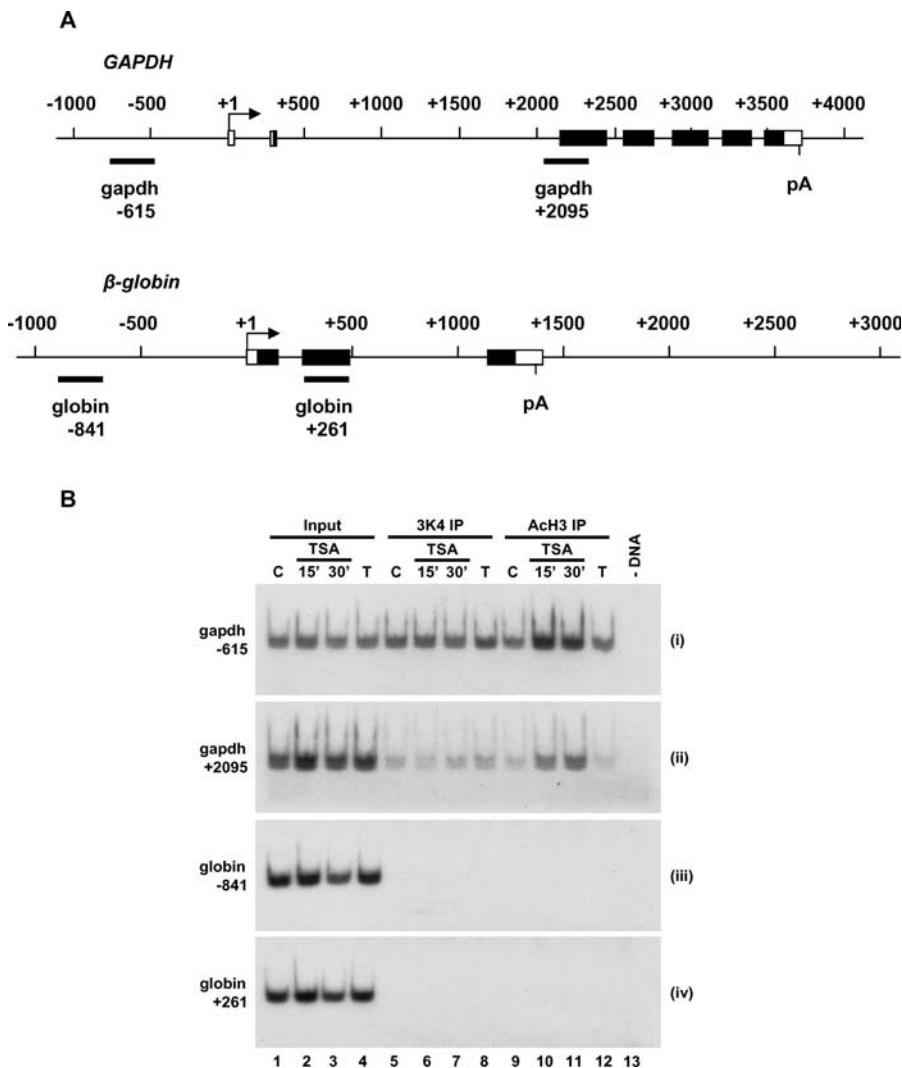 A
GAPDH
-1000 -500 +1 +500 +1000 +1500 +2000 +2500 +3000 +3500 +4000
gapdh gapdh pA
-615 +2095
β-globin
-1000 -500 +1 +500 +1000 +1500 +2000 +2500 +3000
globin globin pA
-841 +261
B
Input 3K4 IP AcH3 IP - DNA
TSA TSA TSA
C 15' 30' T C 15' 30' T C 15' 30' T
gapdh
-615 (i)
gapdh
+2095 (ii)
globin
-841 (iii)
globin
+261 (iv)
1 2 3 4 5 6 7 8 9 10 11 12 13